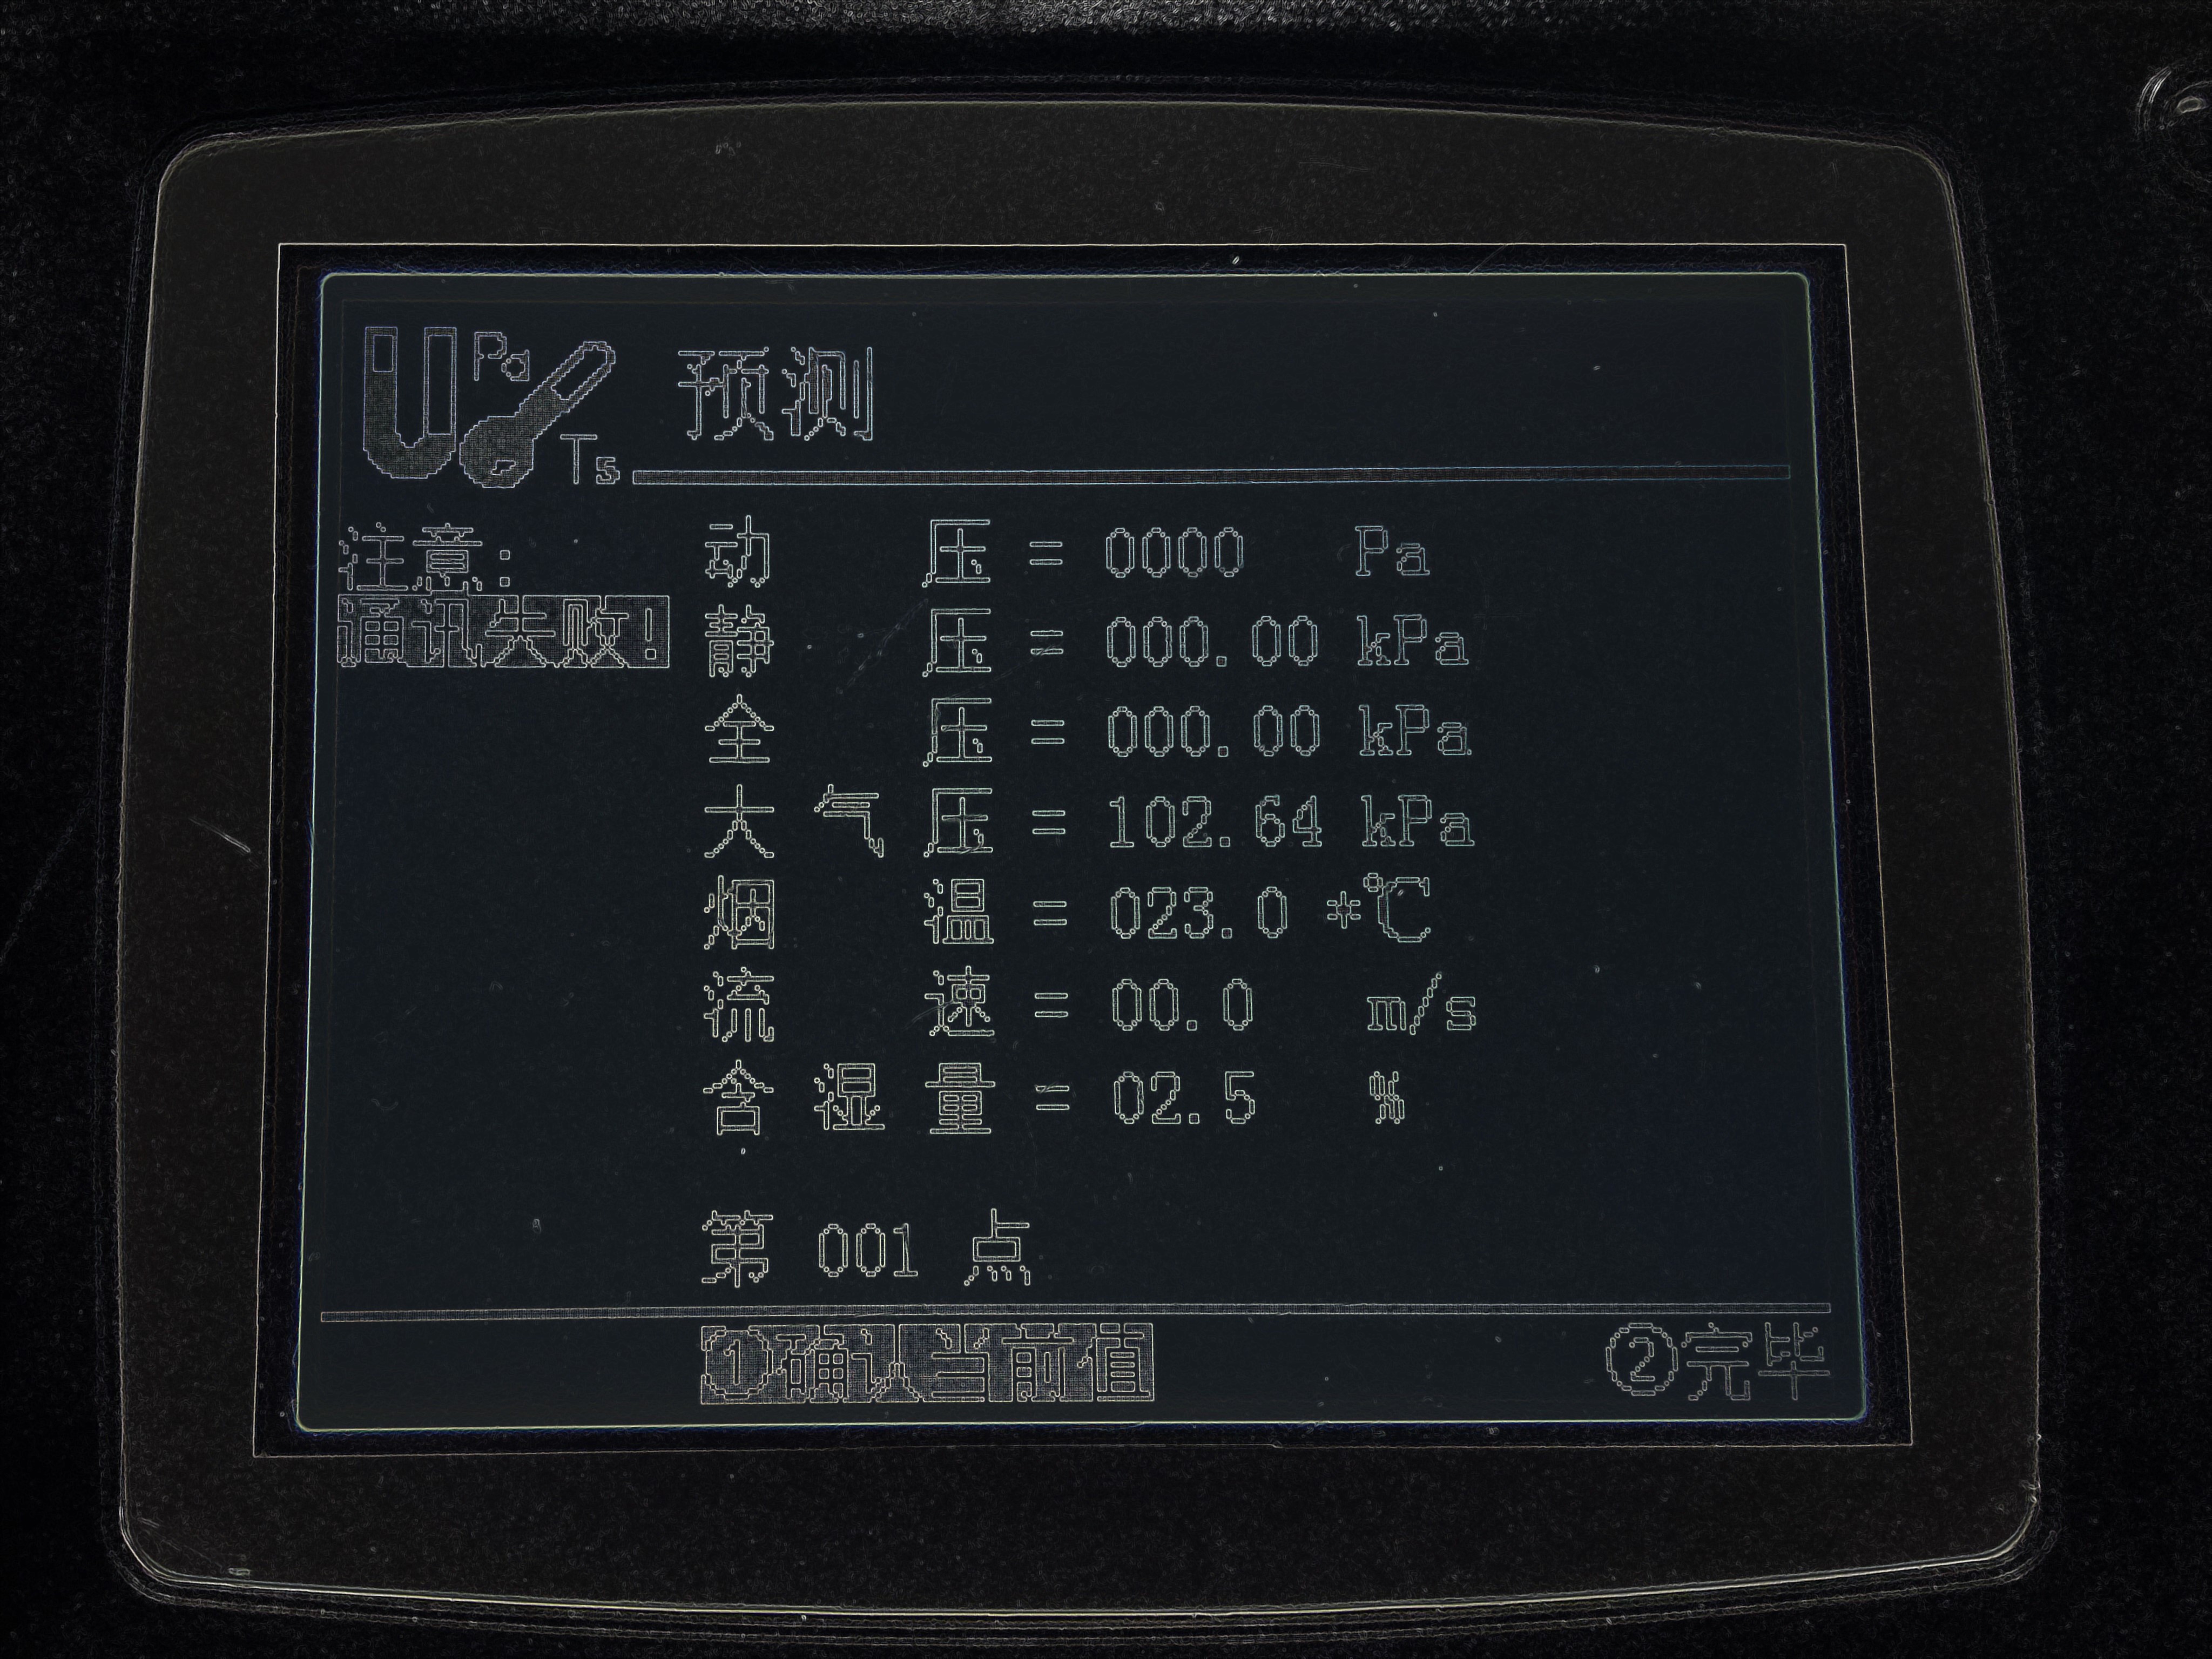 Pa
Ts
预测
注意:
通讯失败!
动 压 = 0000 Pa
静 压 = 000.00 kPa
全 压 = 000.00 kPa
大 气 压 = 102.64 kPa
烟 温 = 023.0 *℃
流 速 = 00.0 m/s
含 湿 量 = 02.5 %
第 001 点
①确认当前值 ②完毕